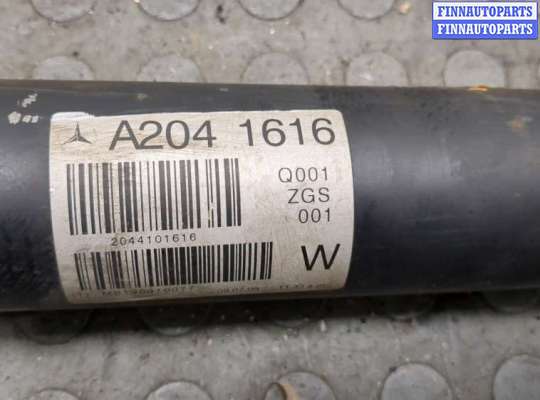 FINNAUTOPARTS
FINNAUTOPARTS
A204 1616
Q001
ZGS
001
2044101616
W